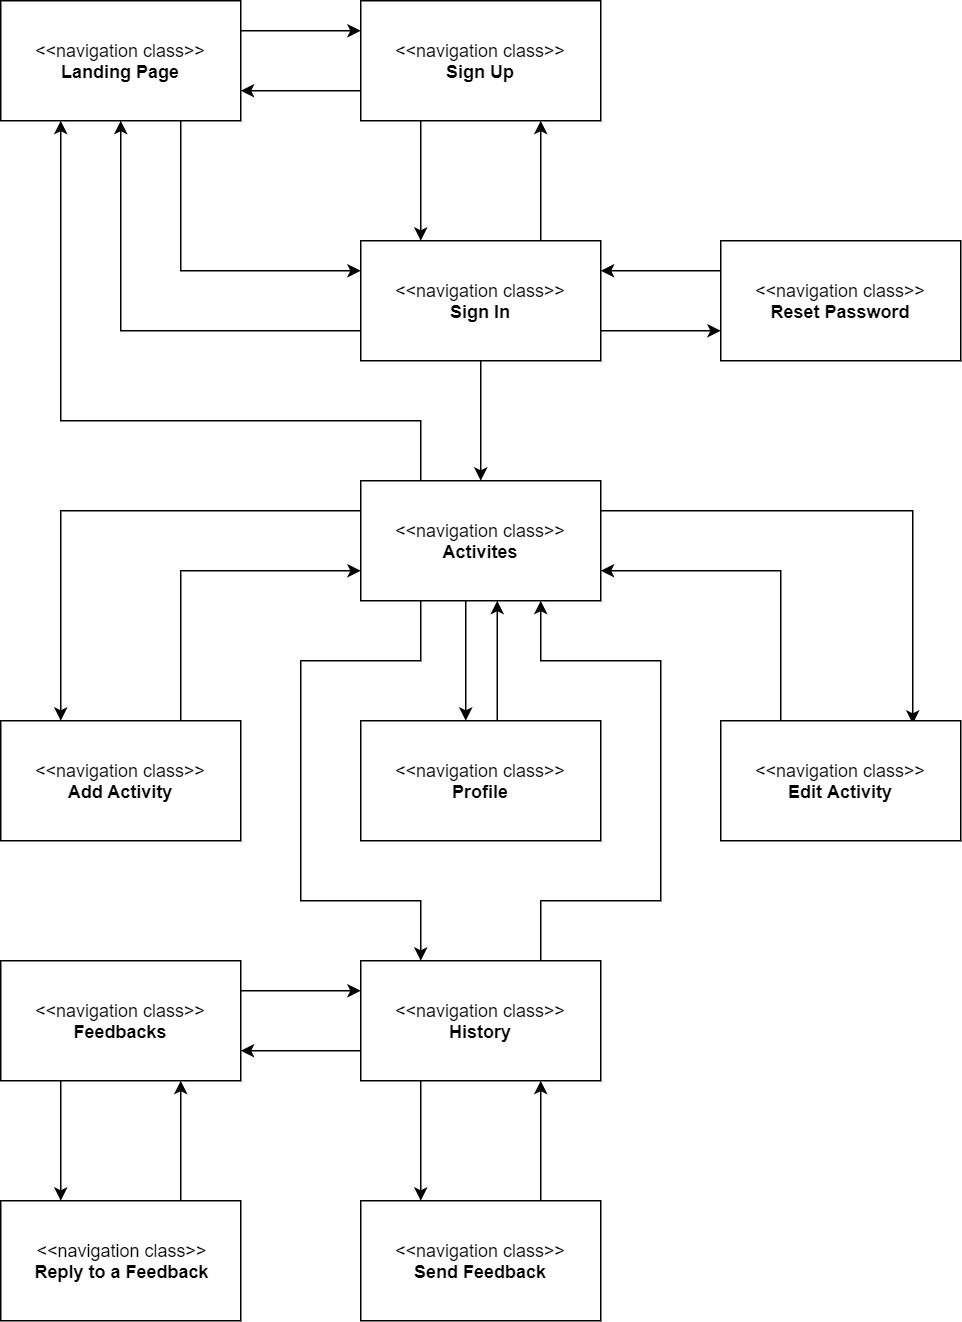 <<navigation class>>
Landing Page
<<navigation class>>
Sign Up
<<navigation class>>
Sign In
<<navigation class>>
Reset Password
<<navigation class>>
Activites
<<navigation class>>
Add Activity
<<navigation class>>
Profile
<<navigation class>>
Edit Activity
<<navigation class>>
Feedbacks
<<navigation class>>
History
<<navigation class>>
Reply to a Feedback
<<navigation class>>
Send Feedback